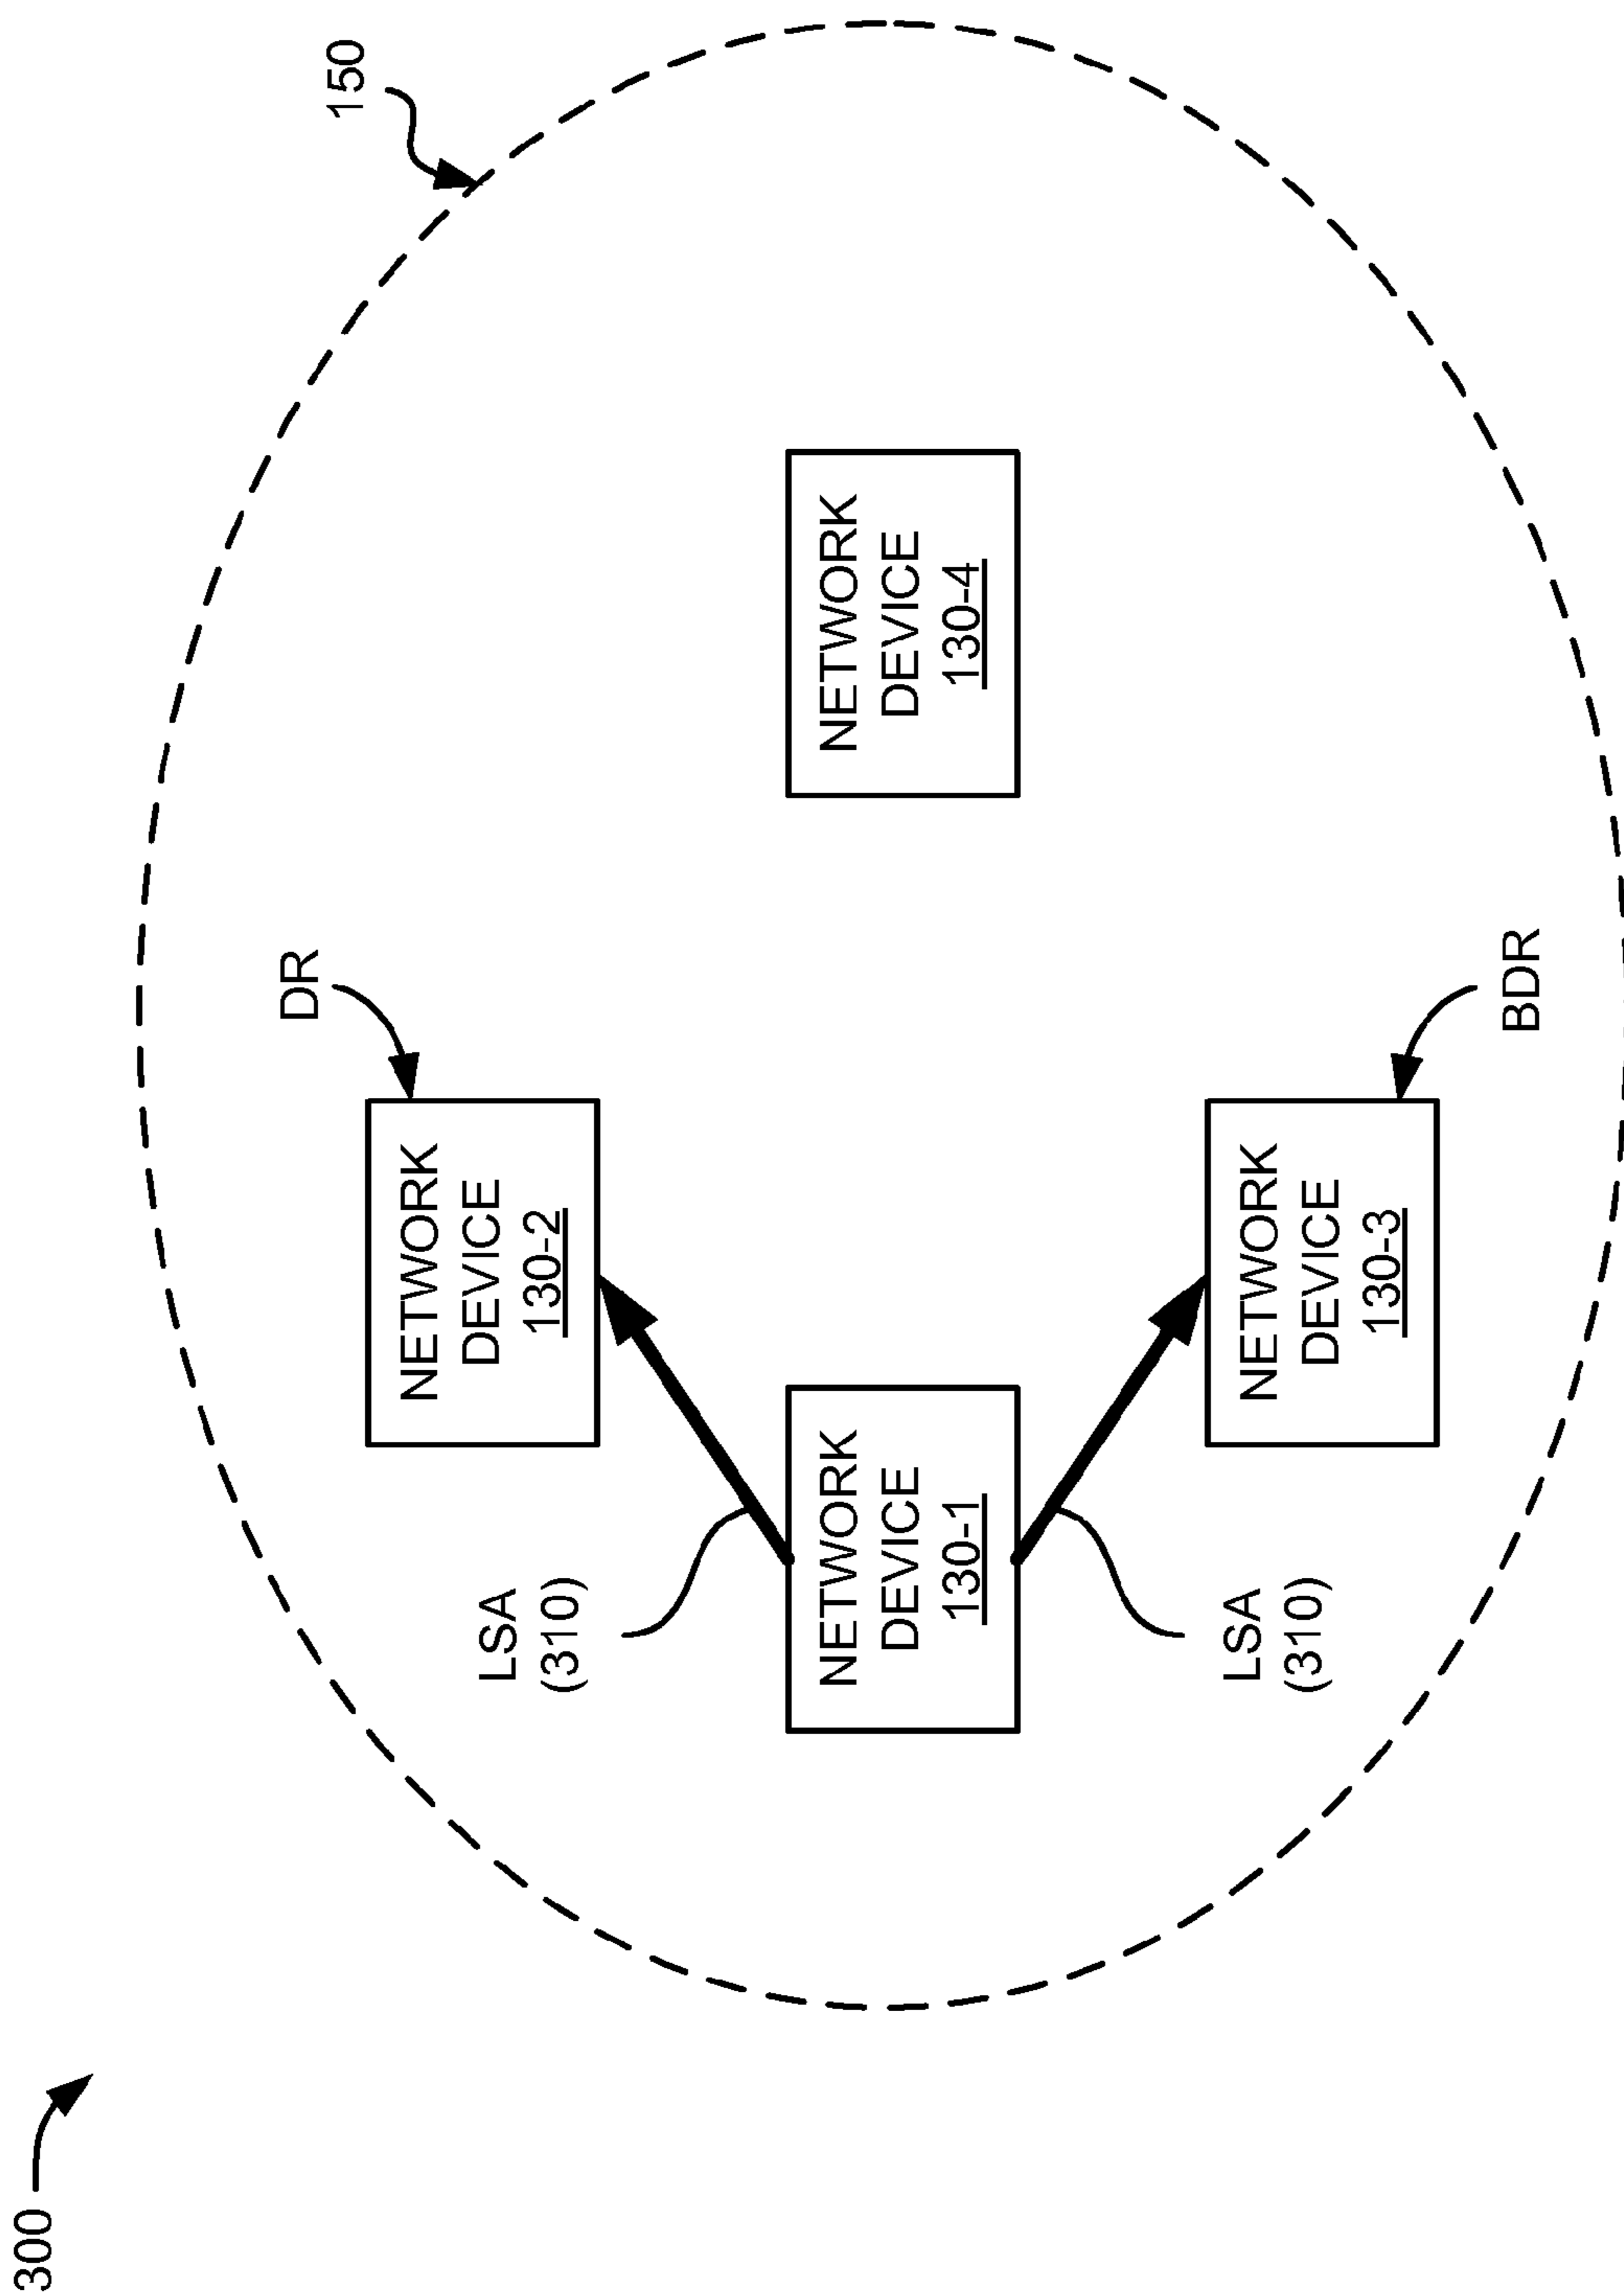 300
150
DR
NETWORK
DEVICE
130-2
LSA
(310)
NETWORK
DEVICE
130-1
NETWORK
DEVICE
130-4
LSA
(310)
NETWORK
DEVICE
130-3
BDR